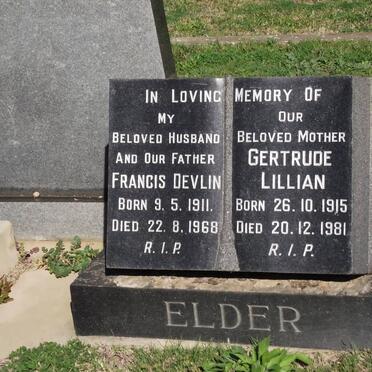 IN LOVING MEMORY OF
MY
BELOVED HUSBAND
AND OUR FATHER
FRANCIS DEVLIN
BORN 9.5.1911.
DIED 22.8.1968
R.I.P.
OUR
BELOVED MOTHER
GERTRUDE
LILLIAN
BORN 26.10.1915
DIED 20.12.1981
R.I.P.
ELDER